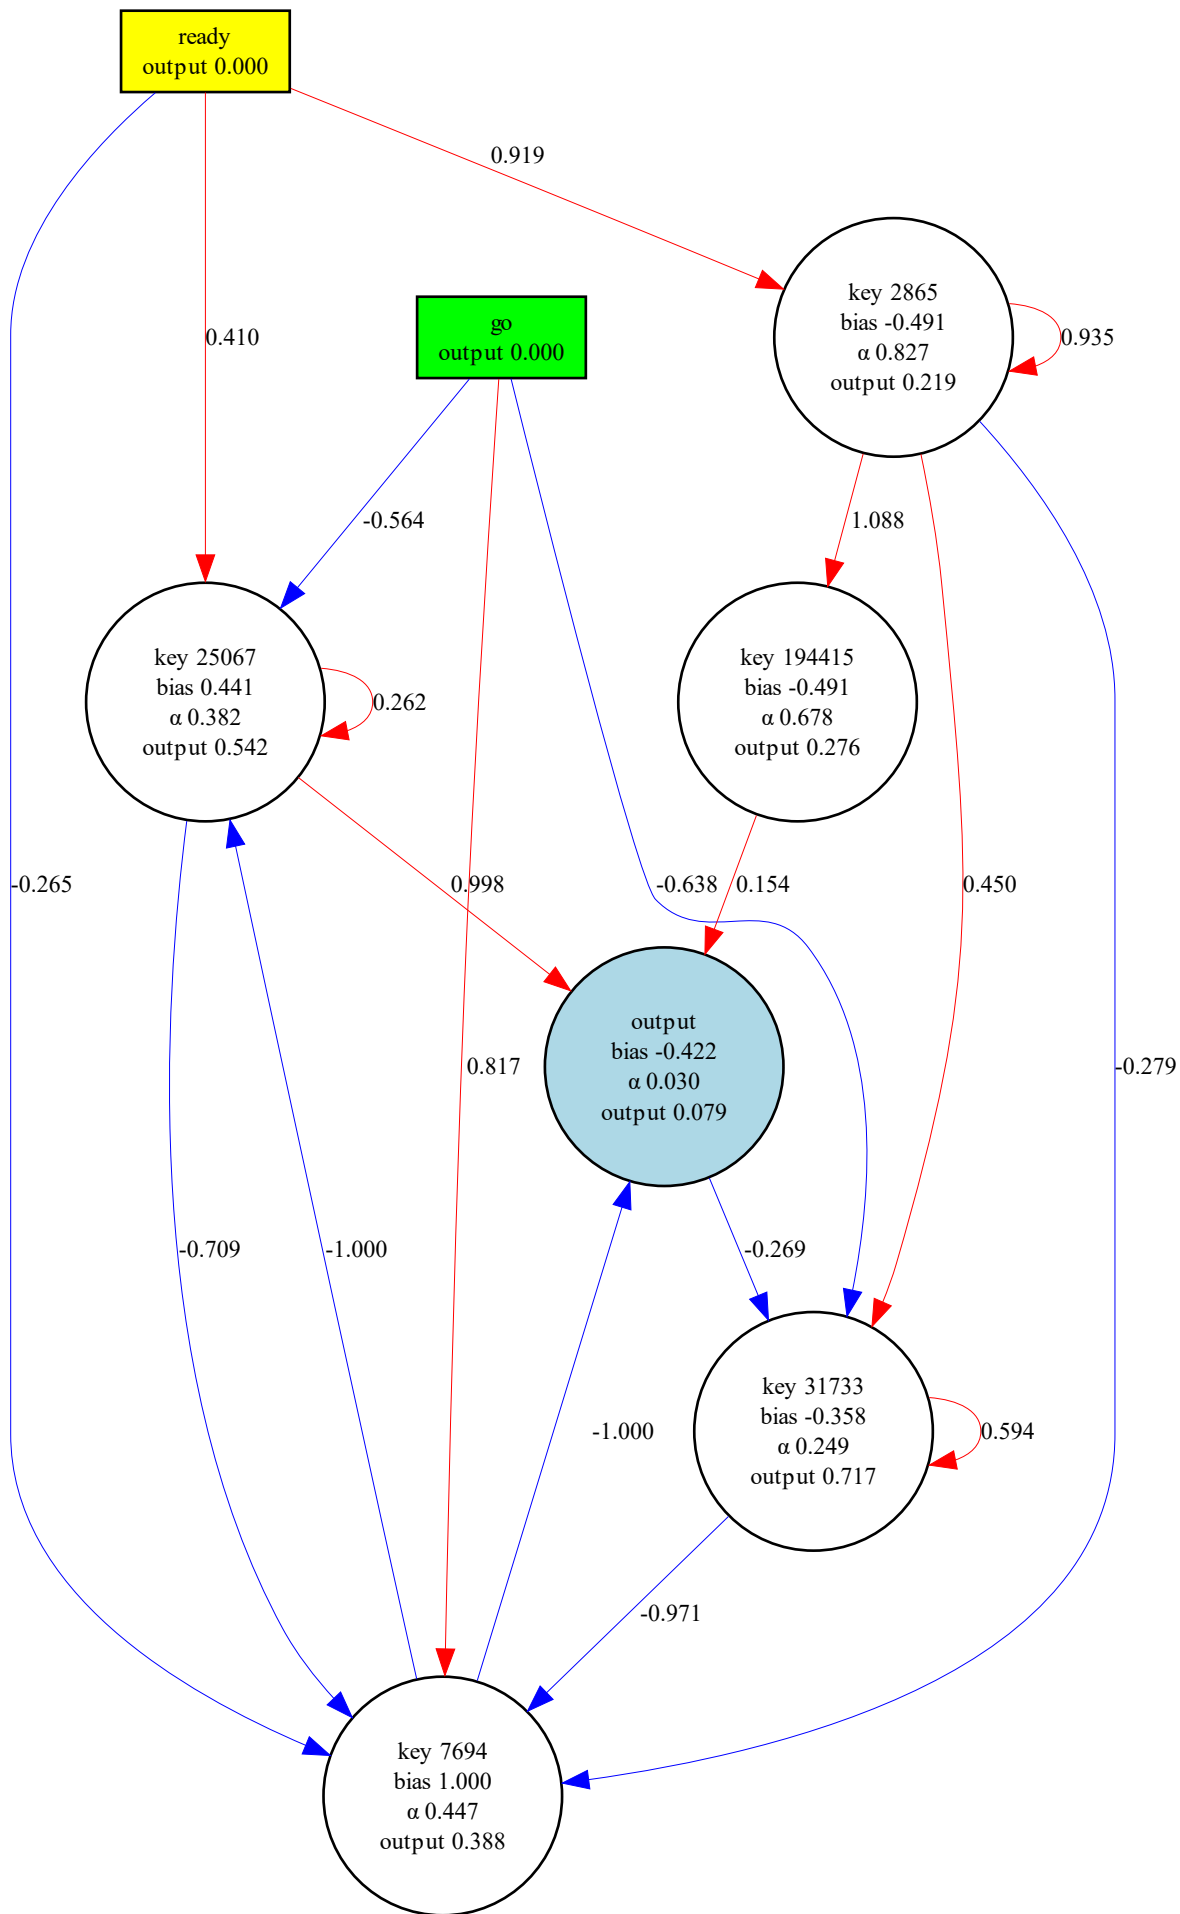 ready
output 0.000
0.919
key 2865
bias -0.491
α 0.827
output 0.219
0.935
go
output 0.000
0.410
-0.564
1.088
key 25067
bias 0.441
α 0.382
output 0.542
0.262
key 194415
bias -0.491
α 0.678
output 0.276
-0.265
0.998
-0.638
0.154
0.450
output
bias -0.422
α 0.030
output 0.079
0.817
-0.279
-0.709
-1.000
-0.269
key 31733
bias -0.358
α 0.249
output 0.717
-1.000
0.594
-0.971
key 7694
bias 1.000
α 0.447
output 0.388